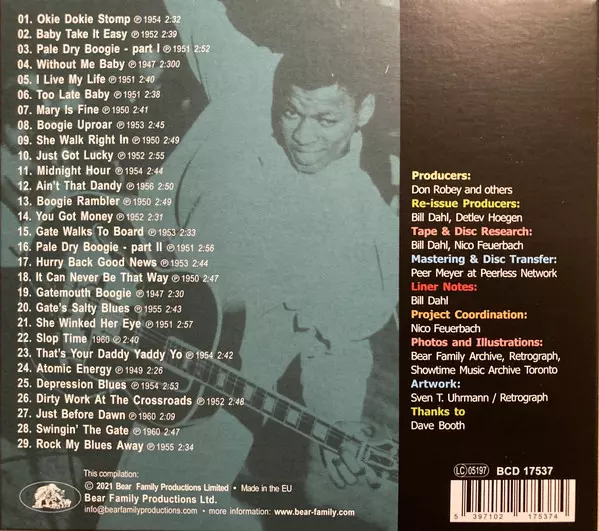 01. Okie Dokie Stomp ℗ 1954 2:32
02. Baby Take It Easy ℗ 1952 2:39
03. Pale Dry Boogie - part I ℗ 1951 2:52
04. Without Me Baby ℗ 1947 2:300
05. I Live My Life ℗ 1951 2:40
06. Too Late Baby ℗ 1951 2:38
07. Mary Is Fine ℗ 1950 2:41
08. Boogie Uproar ℗ 1953 2:45
09. She Walk Right In ℗ 1950 2:49
10. Just Got Lucky ℗ 1952 2:55
11. Midnight Hour ℗ 1954 2:44
12. Ain't That Dandy ℗ 1956 2:50
13. Boogie Rambler ℗ 1950 2:49
14. You Got Money ℗ 1952 2:31
15. Gate Walks To Board ℗ 1953 2:33
16. Pale Dry Boogie - part II ℗ 1951 2:56
17. Hurry Back Good News ℗ 1953 2:44
18. It Can Never Be That Way ℗ 1950 2:47
19. Gatemouth Boogie ℗ 1947 2:30
20. Gate's Salty Blues ℗ 1955 2:43
21. She Winked Her Eye ℗ 1951 2:57
22. Slop Time 1960 ℗ 2:40
23. That's Your Daddy Yaddy Yo ℗ 1954 2:42
24. Atomic Energy ℗ 1949 2:26
25. Depression Blues ℗ 1954 2:53
26. Dirty Work At The Crossroads ℗ 1952 2:48
27. Just Before Dawn ℗ 1960 2:09
28. Swingin' The Gate ℗ 1960 2:47
29. Rock My Blues Away ℗ 1955 2:34
This compilation:
℗ © 2021 Bear Family Productions Limited • Made in the EU
Bear Family Productions Ltd.
info@bearfamilyproductions.com • more information: www.bear-family.com
Producers:
Don Robey and others
Re-issue Producers:
Bill Dahl, Detlev Hoegen
Tape & Disc Research:
Bill Dahl, Nico Feuerbach
Mastering & Disc Transfer:
Peer Meyer at Peerless Network
Liner Notes:
Bill Dahl
Project Coordination:
Nico Feuerbach
Photos and Illustrations:
Bear Family Archive, Retrograph,
Showtime Music Archive Toronto
Artwork:
Sven T. Uhrmann / Retrograph
Thanks to
Dave Booth
LC 05197 BCD 17537
5 397102 175374